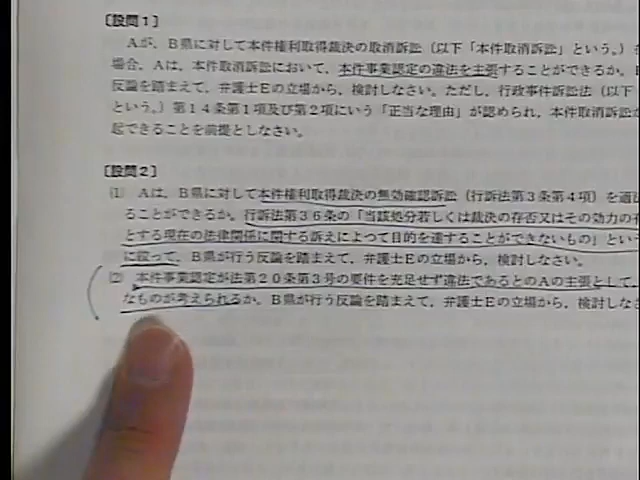 〔設問１〕
Ａが，Ｂ県に対して本件権利取得裁決の取消訴訟（以下「本件取消訴訟」という。）を
場合，Ａは，本件取消訴訟において，本件事業認定の違法を主張することができるか。Ｂ
反論を踏まえて，弁護士Ｅの立場から，検討しなさい。ただし，行政事件訴訟法（以下
という。）第１４条第１項及び第２項にいう「正当な理由」が認められ，本件取消訴訟が
起できることを前提としなさい。
〔設問２〕
⑴ Ａは，Ｂ県に対して本件権利取得裁決の無効確認訴訟（行訴法第３条第４項）を適法
ることができるか。行訴法第３６条の「当該処分若しくは裁決の存否又はその効力の有
とする現在の法律関係に関する訴えによって目的を達することができないもの」とい
に絞って，Ｂ県が行う反論を踏まえて，弁護士Ｅの立場から，検討しなさい。
⑵ 本件事業認定が法第２０条第３号の要件を充足せず違法であるとのＡの主張として，
なものが考えられるか。Ｂ県が行う反論を踏まえて，弁護士Ｅの立場から，検討しなさ